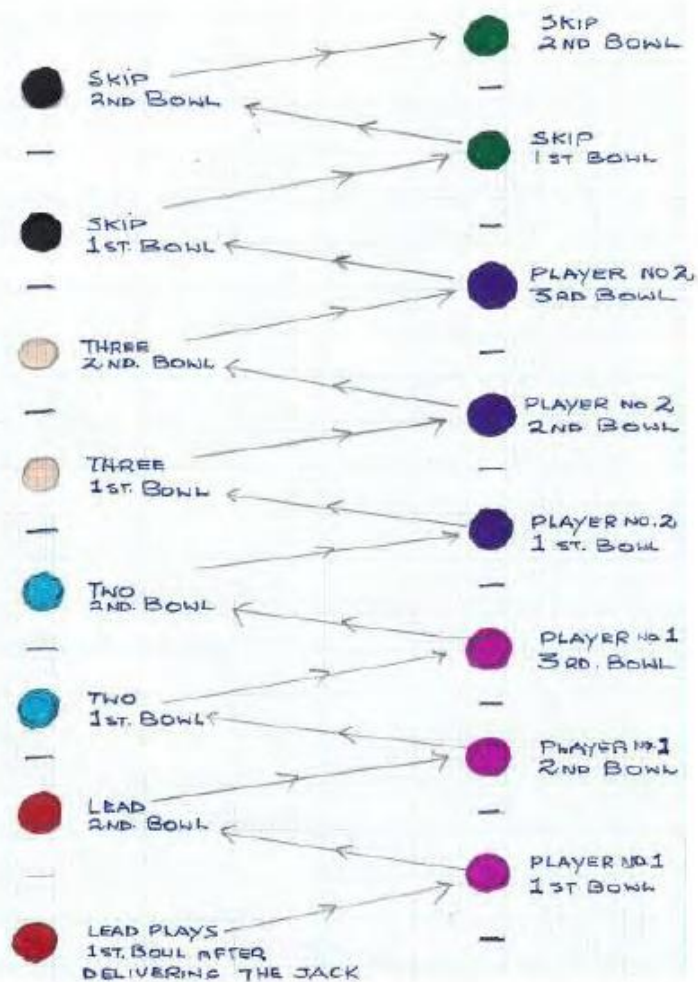 SKIP
2ND BOWL
SKIP
2ND BOWL
SKIP
1ST BOWL
SKIP
1ST. BOWL
PLAYER NO 2
3RD BOWL
THREE
2ND. BOWL
PLAYER NO 2
2ND BOWL
THREE
1ST. BOWL
PLAYER NO. 2
1ST. BOWL
TWO
2ND. BOWL
PLAYER NO 1
3RD. BOWL
TWO
1ST. BOWL
PLAYER NO 1
2ND BOWL
LEAD
2ND. BOWL
PLAYER NO.1
1ST BOWL
LEAD PLAYS
1ST. BOWL AFTER
DELIVERING THE JACK